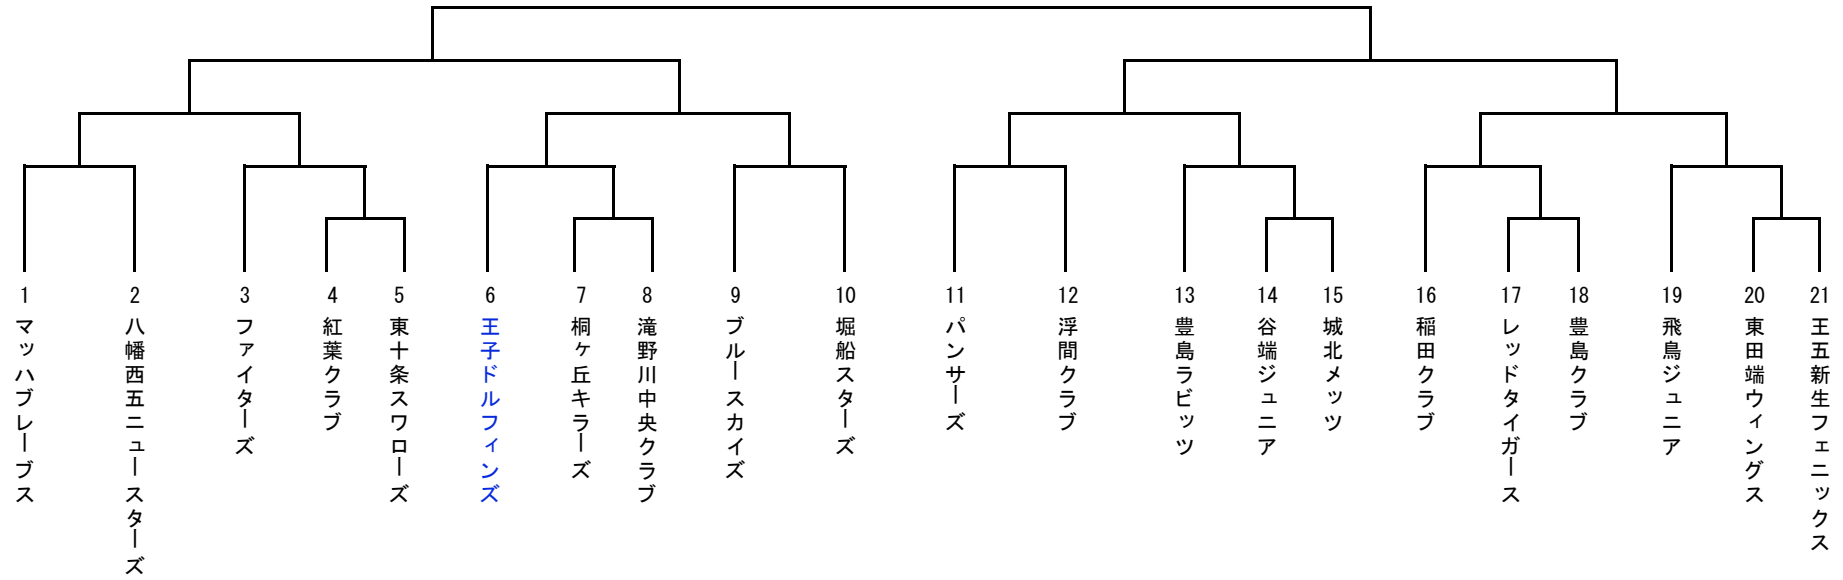 1 マッハブレーブス
2 八幡西五ニュースターズ
3 ファイターズ
4 紅葉クラブ
5 東十条スワローズ
6 王子ドルフィンズ
7 桐ヶ丘キラーズ
8 滝野川中央クラブ
9 ブルースカイズ
10 堀船スターズ
11 パンサーズ
12 浮間クラブ
13 豊島ラビッツ
14 谷端ジュニア
15 城北メッツ
16 稲田クラブ
17 レッドタイガース
18 豊島クラブ
19 飛鳥ジュニア
20 東田端ウィングス
21 王五新生フェニックス